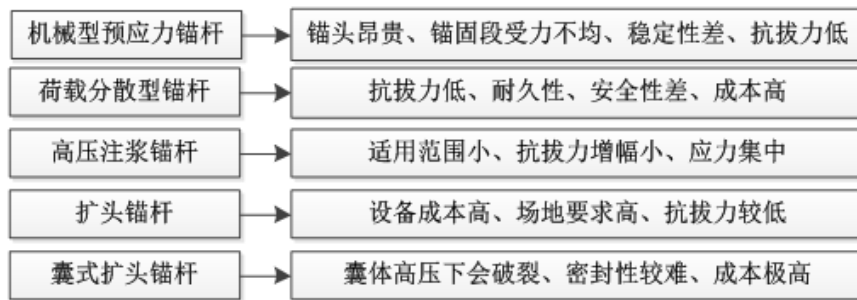 机械型预应力锚杆 锚头昂贵、锚固段受力不均、稳定性差、抗拔力低
荷载分散型锚杆 抗拔力低、耐久性、安全性差、成本高
高压注浆锚杆 适用范围小、抗拔力增幅小、应力集中
扩头锚杆 设备成本高、场地要求高、抗拔力较低
囊式扩头锚杆 囊体高压下会破裂、密封性较难、成本极高